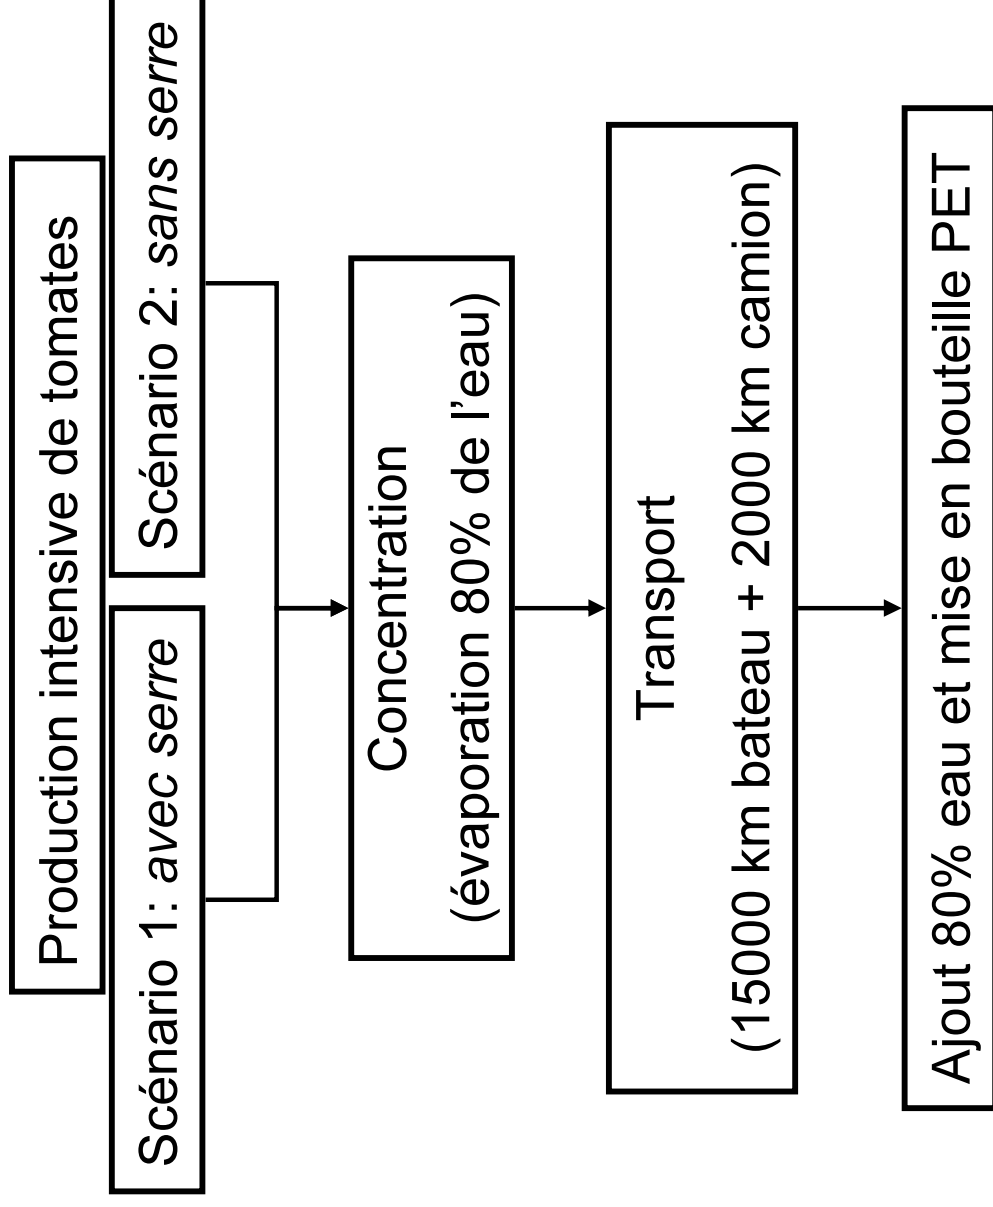 Production intensive de tomates
Scénario 1: avec serre
Scénario 2: sans serre
Concentration
(évaporation 80% de l’eau)
Transport
(15000 km bateau + 2000 km camion)
Ajout 80% eau et mise en bouteille PET